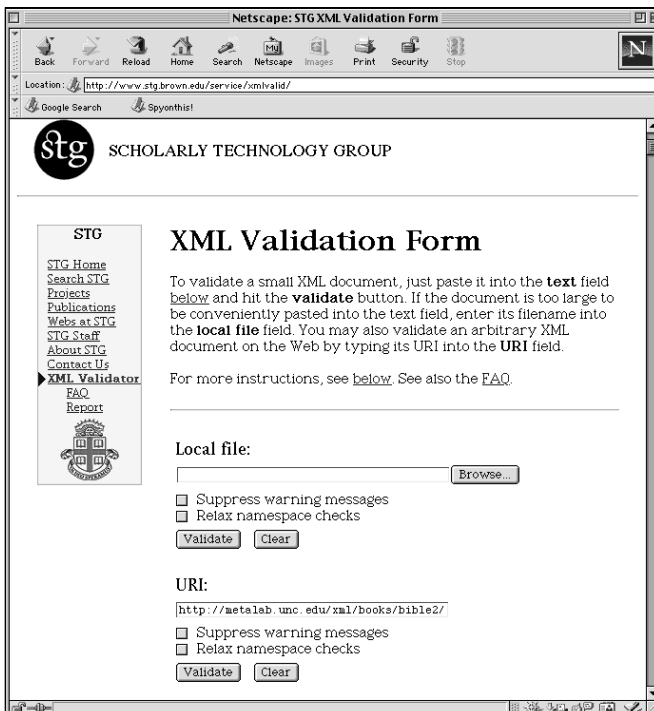 Netscape: STG XML Validation Form
Back Forward Reload Home Search Netscape Images Print Security Stop
My
N
Location: http://www.stg.brown.edu/service/xmlvalid/
Google Search Spyonthis!
stg SCHOLARLY TECHNOLOGY GROUP
STG
STG Home
Search STG
Projects
Publications
Webs at STG
STG Staff
About STG
Contact Us
XML Validator
FAQ
Report
XML Validation Form
To validate a small XML document, just paste it into the text field
below and hit the validate button. If the document is too large to
be conveniently pasted into the text field, enter its filename into
the local file field. You may also validate an arbitrary XML
document on the Web by typing its URI into the URI field.
For more instructions, see below. See also the FAQ.
Local file:
Browse...
Suppress warning messages
Relax namespace checks
Validate Clear
URI:
http://metalab.unc.edu/xml/books/bible2/
Suppress warning messages
Relax namespace checks
Validate Clear